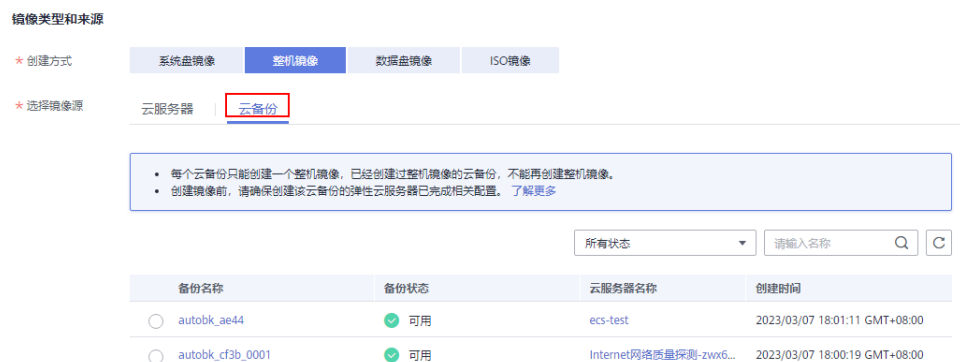 镜像类型和来源
* 创建方式 系统盘镜像 整机镜像 数据盘镜像 ISO镜像
* 选择镜像源 云服务器 云备份
• 每个云备份只能创建一个整机镜像，已经创建过整机镜像的云备份，不能再创建整机镜像。
• 创建镜像前，请确保创建该云备份的弹性云服务器已完成相关配置。 了解更多
所有状态 请输入名称
备份名称 备份状态 云服务器名称 创建时间
autobk_ae44 可用 ecs-test 2023/03/07 18:01:11 GMT+08:00
autobk_cf3b_0001 可用 Internet网络质量探测-zwx6... 2023/03/07 18:00:19 GMT+08:00